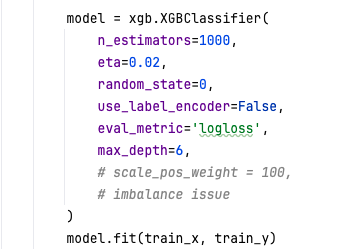 model = xgb.XGBClassifier(
n_estimators=1000,
eta=0.02,
random_state=0,
use_label_encoder=False,
eval_metric='logloss',
max_depth=6,
# scale_pos_weight = 100,
# imbalance issue
)
model.fit(train_x, train_y)